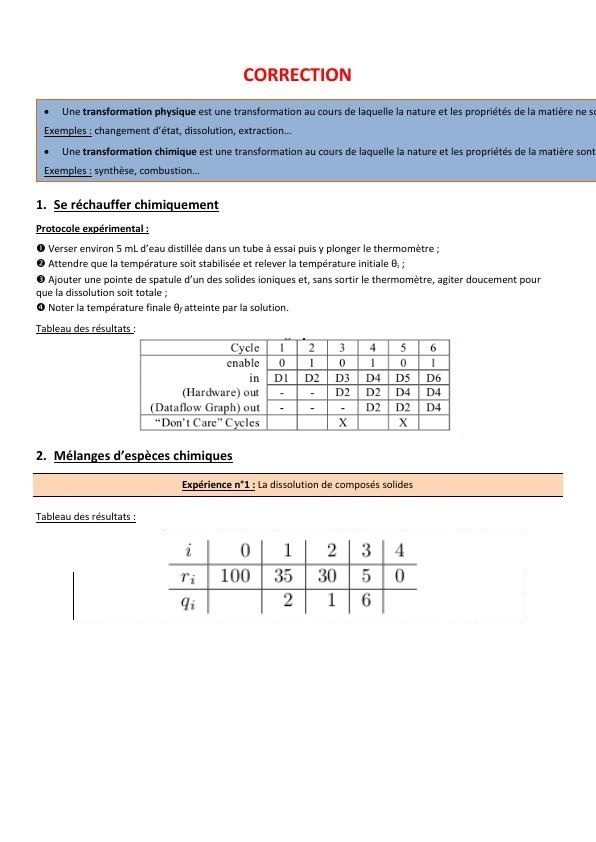 CORRECTION
• Une transformation physique est une transformation au cours de laquelle la nature et les propriétés de la matière ne
Exemples : changement d’état, dissolution, extraction…
• Une transformation chimique est une transformation au cours de laquelle la nature et les propriétés de la matière sont
Exemples : synthèse, combustion…
1. Se réchauffer chimiquement
Protocole expérimental :
❶ Verser environ 5 mL d’eau distillée dans un tube à essai puis y plonger le thermomètre ;
❷ Attendre que la température soit stabilisée et relever la température initiale θᵢ ;
❸ Ajouter une pointe de spatule d’un des solides ioniques et, sans sortir le thermomètre, agiter doucement pour
que la dissolution soit totale ;
❹ Noter la température finale θf atteinte par la solution.
Tableau des résultats :
Cycle 1 2 3 4 5 6
enable 0 1 0 1 0 1
in D1 D2 D3 D4 D5 D6
(Hardware) out - - D2 D2 D4 D4
(Dataflow Graph) out - - - D2 D2 D4
“Don’t Care” Cycles X X
2. Mélanges d’espèces chimiques
Expérience n°1 : La dissolution de composés solides
Tableau des résultats :
i 0 1 2 3 4
rᵢ 100 35 30 5 0
qᵢ 2 1 6